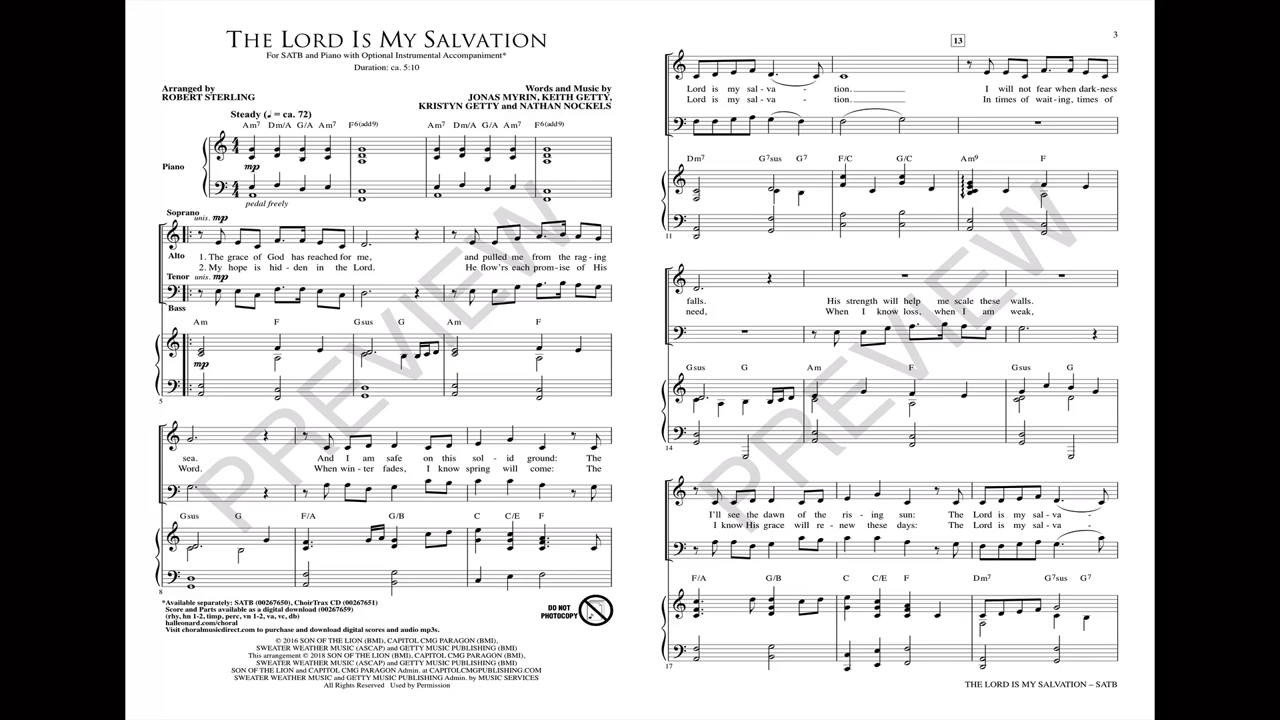 THE LORD IS MY SALVATION
For SATB and Piano with Optional Instrumental Accompaniment*
Duration: ca. 5:10
Arranged by
ROBERT STERLING
Words and Music by
JONAS MYRIN, KEITH GETTY,
KRISTYN GETTY and NATHAN NOCKELS
Steady (♩ = ca. 72)
Am7 Dm/A G/A Am7 F6(add9) Am7 Dm/A G/A Am7 F6(add9)
Piano
mp
pedal freely
Soprano
unis. mp
Alto
1. The grace of God has reached for me, and pulled me from the rag - ing
2. My hope is hid - den in the Lord. He flow'rs each prom - ise of His
Tenor unis. mp
Bass
Am F Gsus G Am F
mp
5
sea. And I am safe on this sol - id ground: The
Word. When win - ter fades, I know spring will come: The
Gsus G F/A G/B C C/E F
8
*Available separately: SATB (00267650), ChoirTrax CD (00267651)
Score and Parts available as a digital download (00267659)
(rhy, hn 1-2, timp, perc, vn 1-2, va, vc, db)
halleonard.com/choral
Visit choralmusicdirect.com to purchase and download digital scores and audio mp3s.
DO NOT
PHOTOCOPY
© 2016 SON OF THE LION (BMI), CAPITOL CMG PARAGON (BMI),
SWEATER WEATHER MUSIC (ASCAP) and GETTY MUSIC PUBLISHING (BMI)
This arrangement © 2018 SON OF THE LION (BMI), CAPITOL CMG PARAGON (BMI),
SWEATER WEATHER MUSIC (ASCAP) and GETTY MUSIC PUBLISHING (BMI)
SON OF THE LION and CAPITOL CMG PARAGON Admin. at CAPITOLCMGPUBLISHING.COM
SWEATER WEATHER MUSIC and GETTY MUSIC PUBLISHING Admin. by MUSIC SERVICES
All Rights Reserved Used by Permission
PREVIEW
3
13
Lord is my sal - va - tion. I will not fear when dark-ness
Lord is my sal - va - tion. In times of wait - ing, times of
Dm7 G7sus G7 F/C G/C Am9 F
11
falls. His strength will help me scale these walls.
need, When I know loss, when I am weak,
Gsus G Am F Gsus G
14
I'll see the dawn of the ris - ing sun: The Lord is my sal - va -
I know His grace will re - new these days: The Lord is my sal - va -
F/A G/B C C/E F Dm7 G7sus G7
17
THE LORD IS MY SALVATION – SATB
PREVIEW